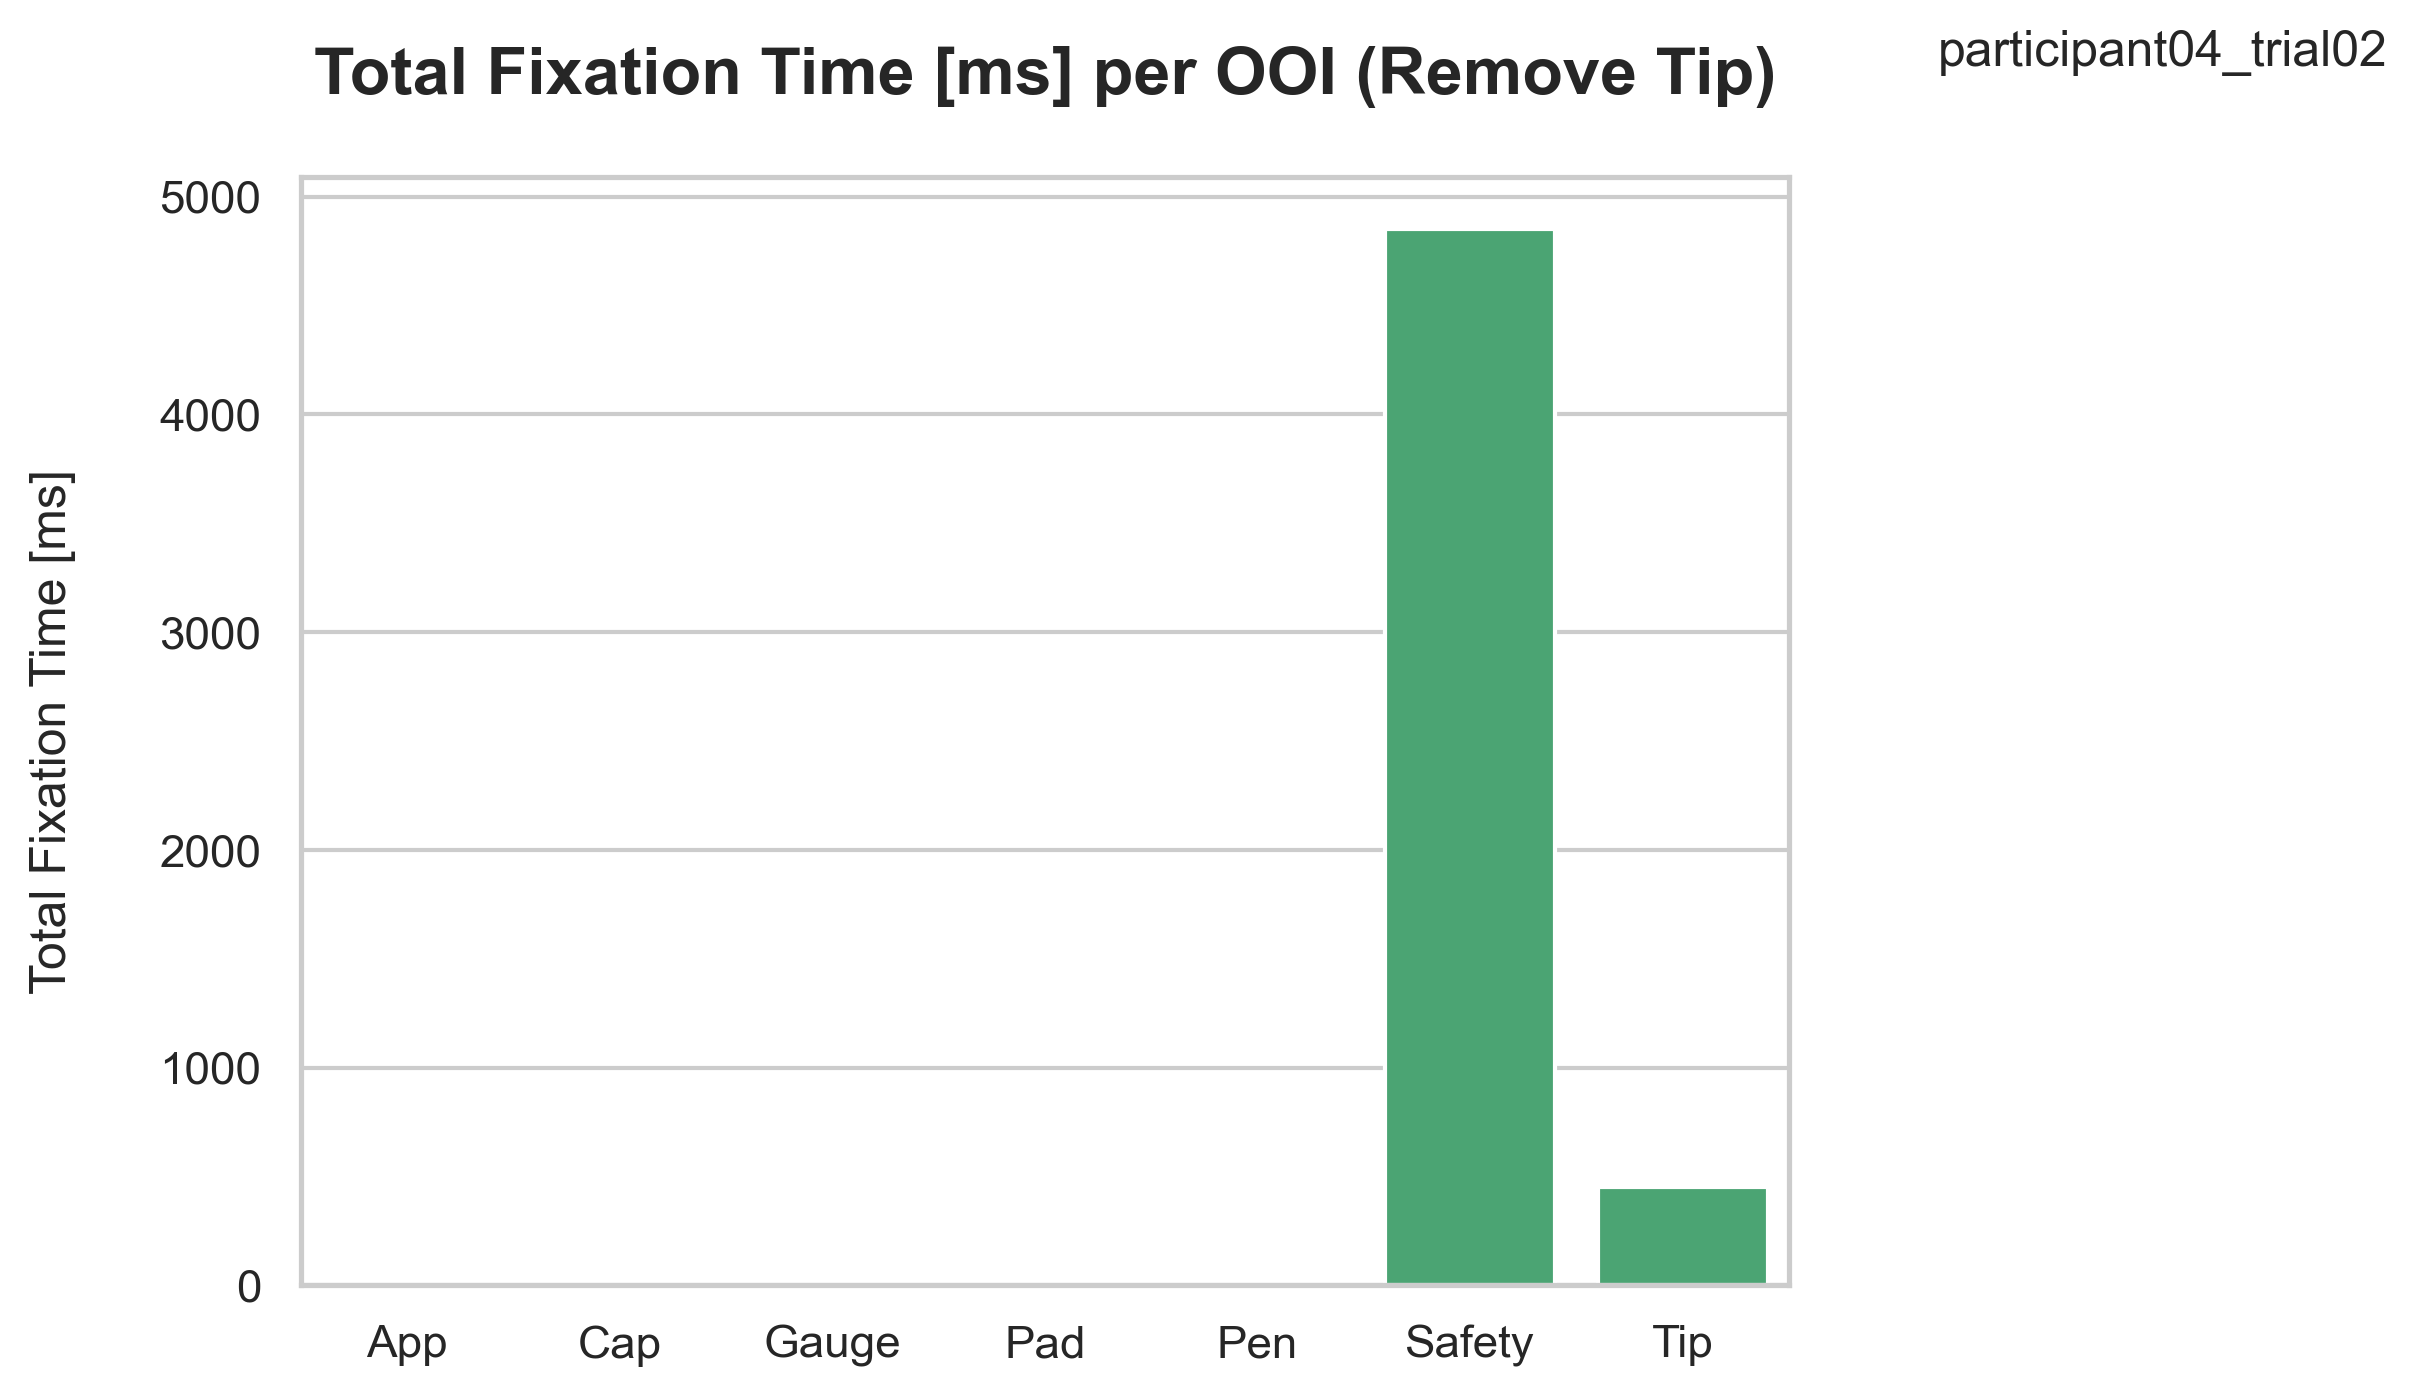 Total Fixation Time [ms] per OOI (Remove Tip)
participant04_trial02
Total Fixation Time [ms]
5000
4000
3000
2000
1000
0
App Cap Gauge Pad Pen Safety Tip